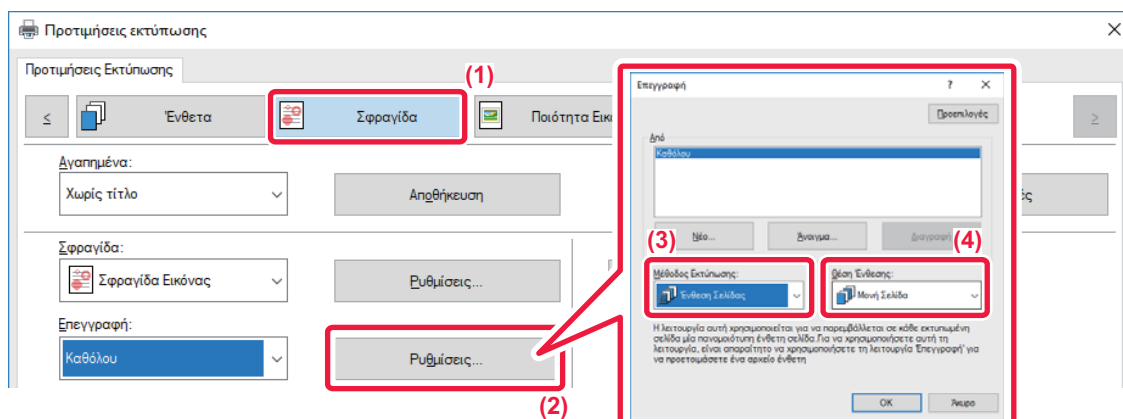 Προτιμήσεις εκτύπωσης
Προτιμήσεις Εκτύπωσης
(1)
<
Ένθετα
Σφραγίδα
Ποιότητα Εικ
>
Αγαπημένα:
Χωρίς τίτλο
Αποθήκευση
ές
Σφραγίδα:
Σφραγίδα Εικόνας
Ρυθμίσεις...
Επεγγραφή:
Καθόλου
Ρυθμίσεις...
(2)
Επεγγραφή
?
Προεπιλογές
Από
Καθόλου
Νέο...
Άνοιγμα...
Διαγραφή
(3)
(4)
Μέθοδος Εκτύπωσης:
Θέση Ένθεσης:
Ένθεση Σελίδας
Μονή Σελίδα
Η λειτουργία αυτή χρησιμοποιείται για να παρεμβάλλεται σε κάθε εκτυπωμένη
σελίδα μία πανομοιότυπη ένθετη σελίδα.Για να χρησιμοποιήσετε αυτή τη
λειτουργία, είναι απαραίτητο να χρησιμοποιήσετε τη λειτουργία 'Επεγγραφή' για
να προετοιμάσετε ένα αρχείο ένθετη
OK
Άκυρο